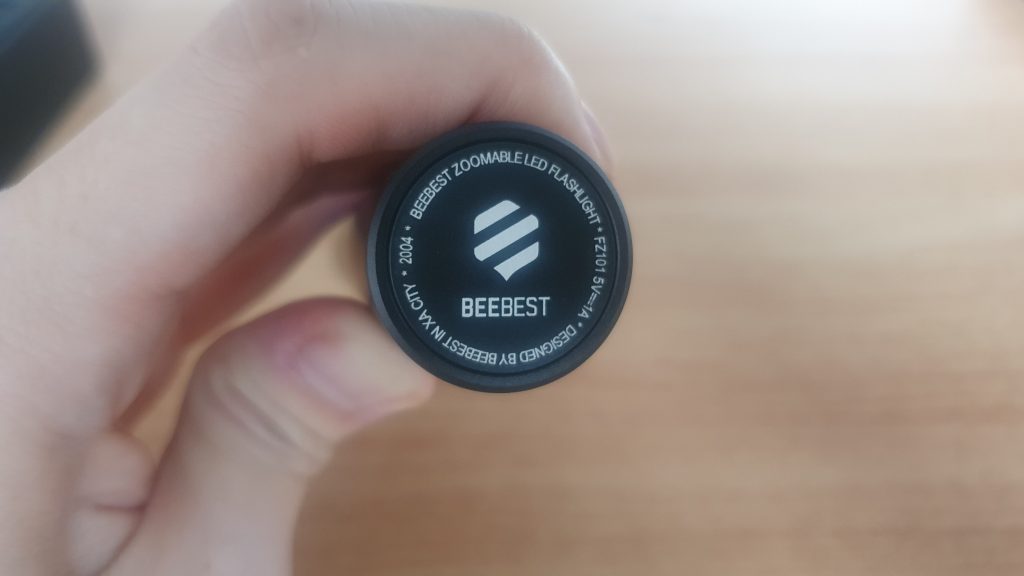 BEEBEST ZOOMABLE LED FLASHLIGHT * FZ101 5V⎓1A * DESIGNED BY BEEBEST IN XA CITY * 2004 *
BEEBEST